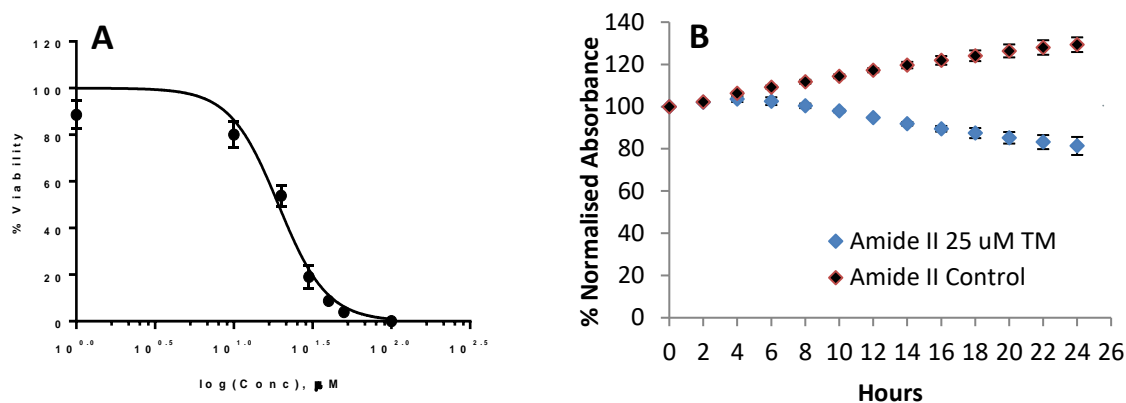 A
120
100
80
60
40
20
0
% Viability
10^0.0 10^0.5 10^1.0 10^1.5 10^2.0 10^2.5
log(Conc), µM
B
140
120
100
80
60
40
20
0
% Normalised Absorbance
Amide II 25 uM TM
Amide II Control
0 2 4 6 8 10 12 14 16 18 20 22 24 26
Hours